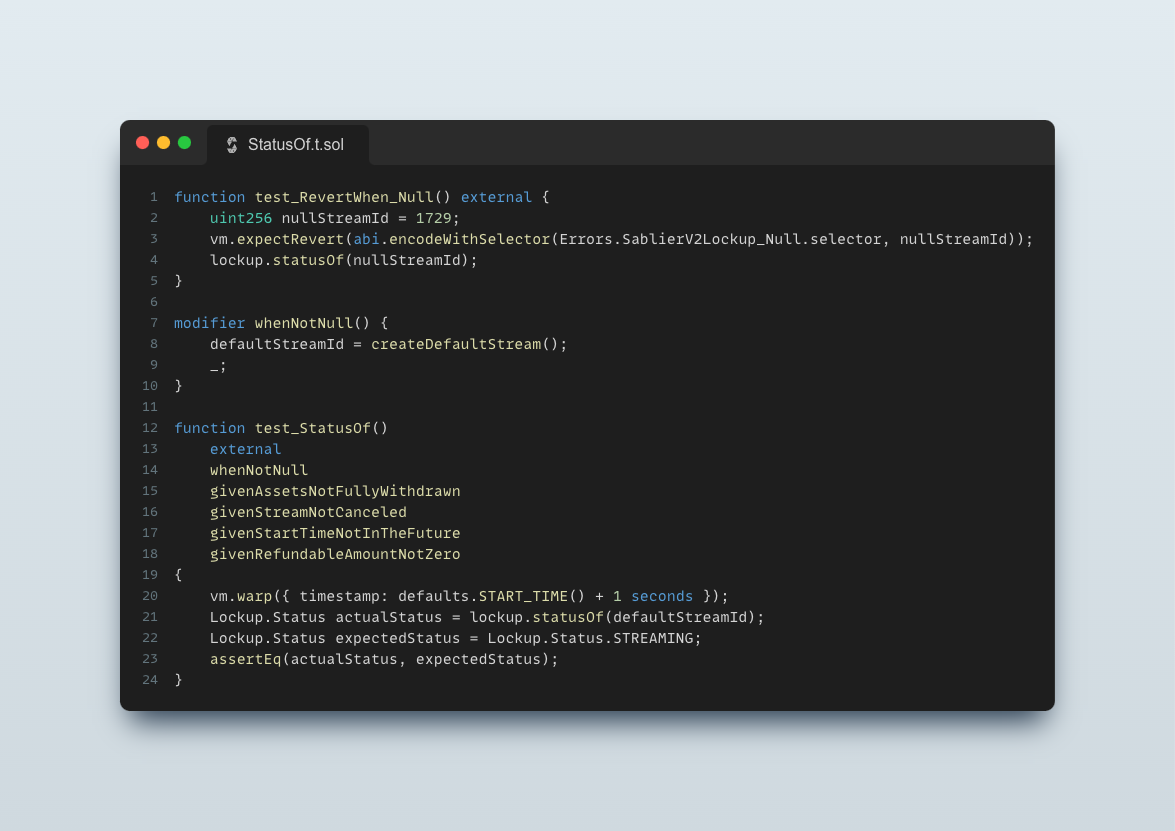 StatusOf.t.sol
1 function test_RevertWhen_Null() external {
2     uint256 nullStreamId = 1729;
3     vm.expectRevert(abi.encodeWithSelector(Errors.SablierV2Lockup_Null.selector, nullStreamId));
4     lockup.statusOf(nullStreamId);
5 }
6
7 modifier whenNotNull() {
8     defaultStreamId = createDefaultStream();
9     _;
10 }
11
12 function test_StatusOf()
13     external
14     whenNotNull
15     givenAssetsNotFullyWithdrawn
16     givenStreamNotCanceled
17     givenStartTimeNotInTheFuture
18     givenRefundableAmountNotZero
19 {
20     vm.warp({ timestamp: defaults.START_TIME() + 1 seconds });
21     Lockup.Status actualStatus = lockup.statusOf(defaultStreamId);
22     Lockup.Status expectedStatus = Lockup.Status.STREAMING;
23     assertEq(actualStatus, expectedStatus);
24 }